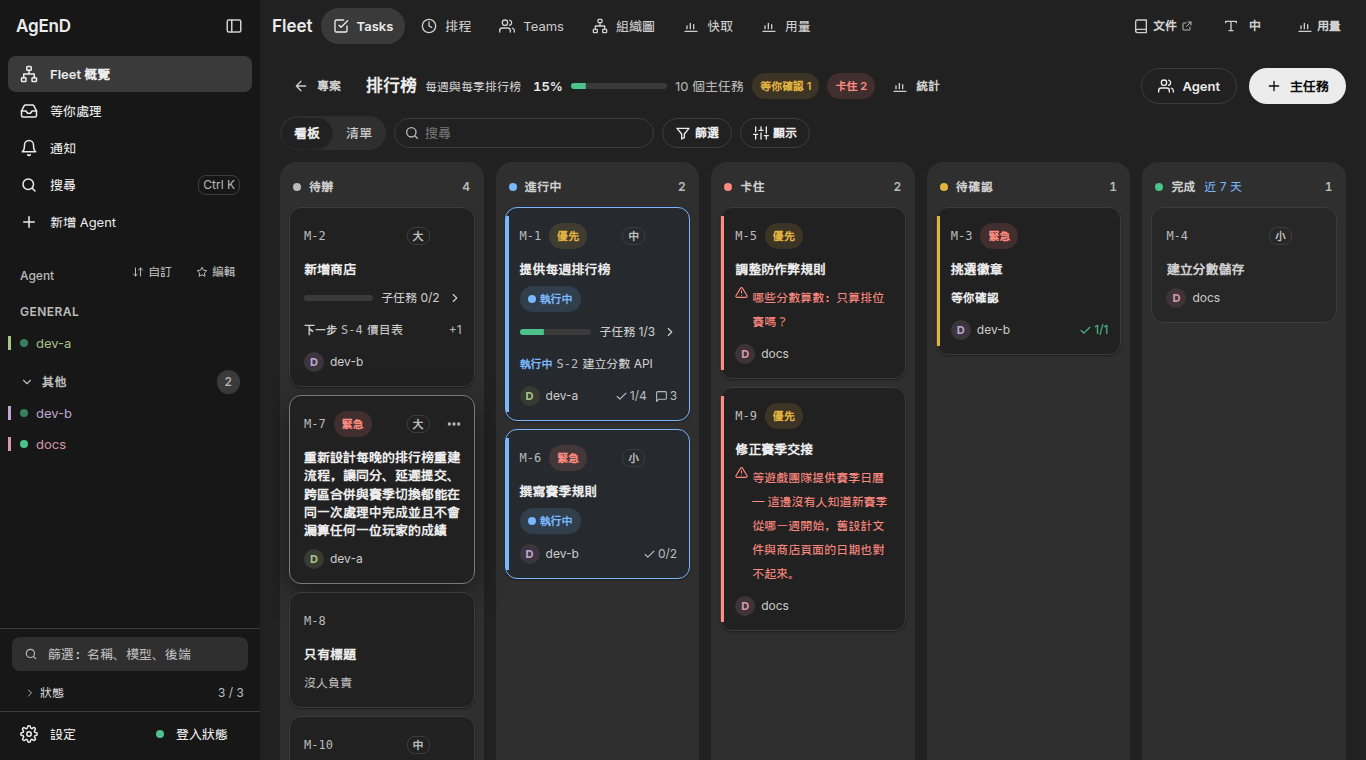 AgEnD
Fleet 概覽
等你處理
通知
搜尋 Ctrl K
新增 Agent
Agent 自訂 編輯
GENERAL
dev-a
其他 2
dev-b
docs
篩選：名稱、模型、後端
狀態 3 / 3
設定 登入狀態
Fleet Tasks 排程 Teams 組織圖 快取 用量 文件 中 用量
專案 排行榜 每週與每季排行榜 15% 10 個主任務 等你確認 1 卡住 2 統計 Agent 主任務
看板 清單 搜尋 篩選 顯示
待辦 4
M-2 大
新增商店
子任務 0/2
下一步 S-4 價目表 +1
D dev-b
M-7 緊急 大
重新設計每晚的排行榜重建
流程，讓同分、延遲提交、
跨區合併與賽季切換都能在
同一次處理中完成並且不會
漏算任何一位玩家的成績
D dev-a
M-8
只有標題
沒人負責
M-10 中
進行中 2
M-1 優先 中
提供每週排行榜
執行中
子任務 1/3
執行中 S-2 建立分數 API
D dev-a 1/4 3
M-6 緊急 小
撰寫賽季規則
執行中
D dev-b 0/2
卡住 2
M-5 優先
調整防作弊規則
哪些分數算數：只算排位
賽嗎？
D docs
M-9 優先
修正賽季交接
等遊戲團隊提供賽季日曆
— 這邊沒有人知道新賽季
從哪一週開始，舊設計文
件與商店頁面的日期也對
不起來。
D docs
待確認 1
M-3 緊急
挑選徽章
等你確認
D dev-b 1/1
完成 近 7 天 1
M-4 小
建立分數儲存
D docs